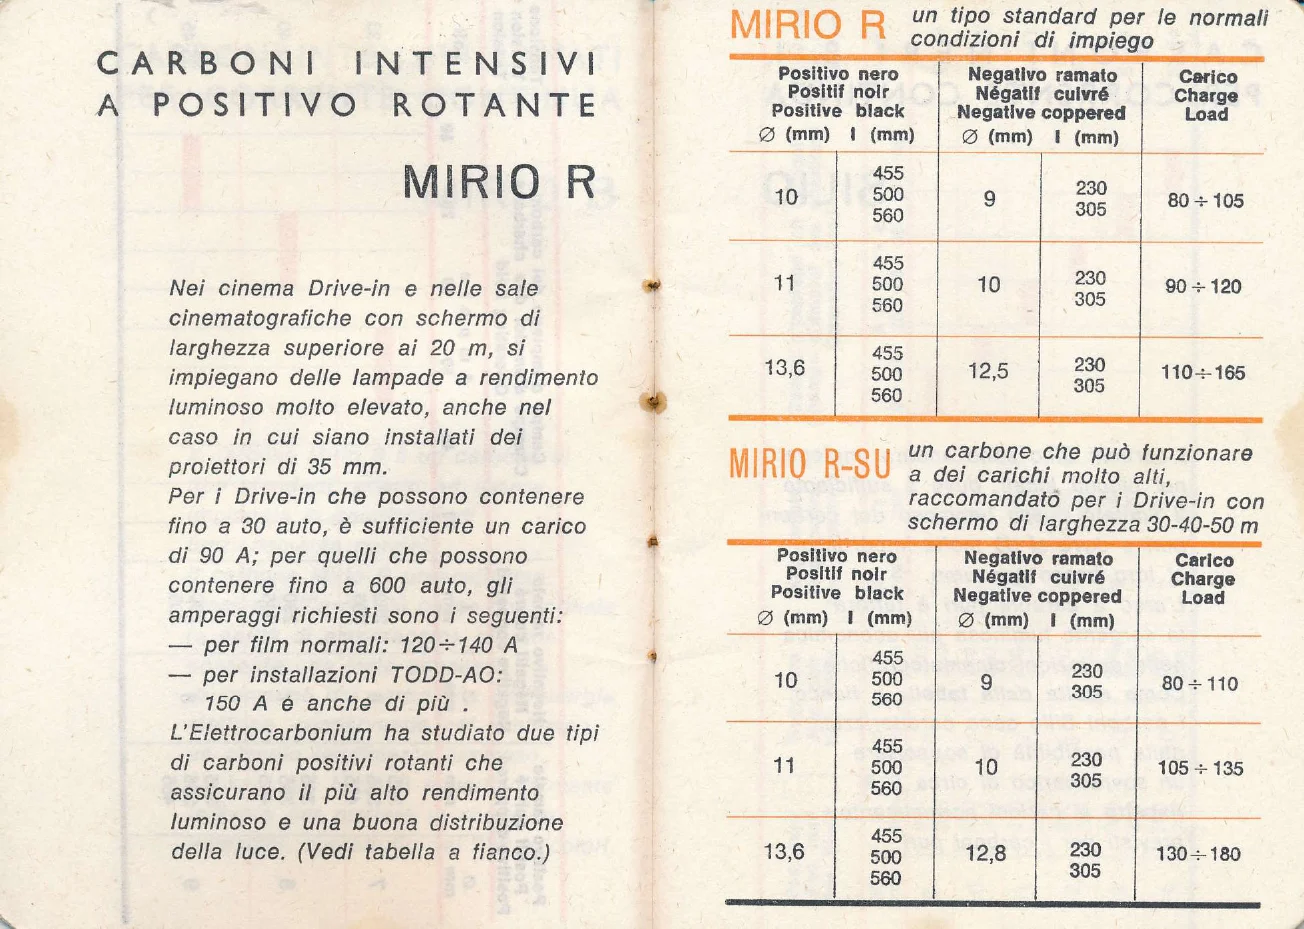 CARBONI INTENSIVI
A POSITIVO ROTANTE
MIRIO R
Nei cinema Drive-in e nelle sale
cinematografiche con schermo di
larghezza superiore ai 20 m, si
impiegano delle lampade a rendimento
luminoso molto elevato, anche nel
caso in cui siano installati dei
proiettori di 35 mm.
Per i Drive-in che possono contenere
fino a 30 auto, è sufficiente un carico
di 90 A; per quelli che possono
contenere fino a 600 auto, gli
amperaggi richiesti sono i seguenti:
— per film normali: 120÷140 A
— per installazioni TODD-AO:
150 A e anche di più .
L'Elettrocarbonium ha studiato due tipi
di carboni positivi rotanti che
assicurano il più alto rendimento
luminoso e una buona distribuzione
della luce. (Vedi tabella a fianco.)
MIRIO R un tipo standard per le normali
condizioni di impiego
Positivo nero Negativo ramato Carico
Positif noir Négatif cuivré Charge
Positive black Negative coppered Load
∅ (mm) l (mm) ∅ (mm) l (mm)
455
10 500 9 230 80÷105
560 305
455
11 500 10 230 90÷120
560 305
455
13,6 500 12,5 230 110÷165
560 305
MIRIO R-SU un carbone che può funzionare
a dei carichi molto alti,
raccomandato per i Drive-in con
schermo di larghezza 30-40-50 m
Positivo nero Negativo ramato Carico
Positif noir Négatif cuivré Charge
Positive black Negative coppered Load
∅ (mm) l (mm) ∅ (mm) l (mm)
455
10 500 9 230 80÷110
560 305
455
11 500 10 230 105÷135
560 305
455
13,6 500 12,8 230 130÷180
560 305